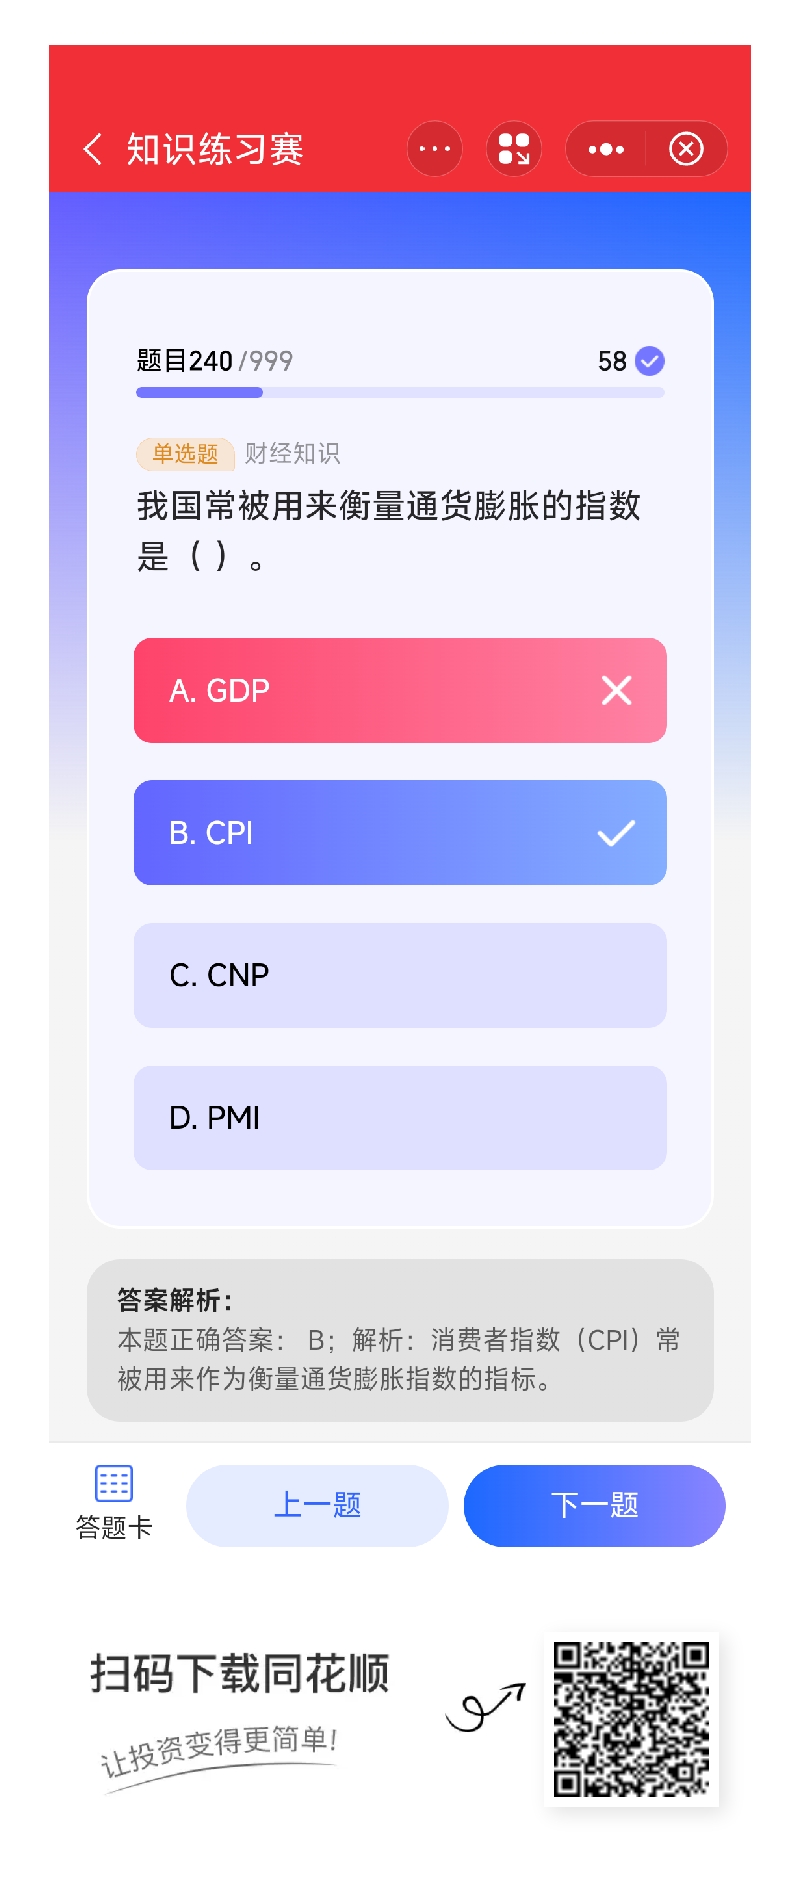 知识练习赛
题目240/999 58
单选题 财经知识
我国常被用来衡量通货膨胀的指数
是（ ）。
A. GDP
B. CPI
C. CNP
D. PMI
答案解析：
本题正确答案： B；解析：消费者指数（CPI）常
被用来作为衡量通货膨胀指数的指标。
答题卡
上一题
下一题
扫码下载同花顺
让投资变得更简单!